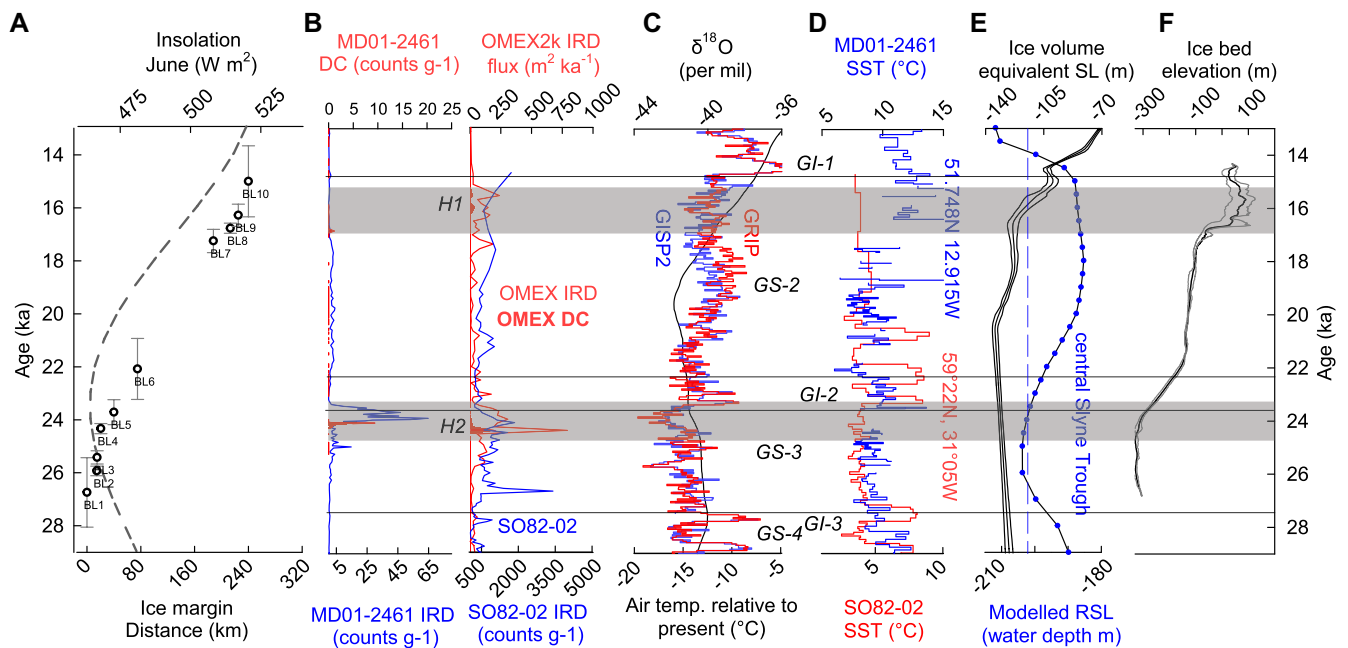 A
B
C
D
E
F
Insolation
June (W m²)
475
500
525
MD01-2461
DC (counts g-1)
0 5 10 15 20 25
OMEX2k IRD
flux (m² ka⁻¹)
0 250 500 750 1000
δ¹⁸O
(per mil)
-44 -40 -36
MD01-2461
SST (°C)
5 10 15
Ice volume
equivalent SL (m)
-140 -105 -70
Ice bed
elevation (m)
-300 -100 100
Age (ka)
14
16
18
20
22
24
26
28
BL10
BL9
BL8
BL7
BL6
BL5
BL4
BL3
BL2
BL1
H1
H2
OMEX IRD
OMEX DC
SO82-02
GISP2
GRIP
GI-1
GS-2
GI-2
GS-3
GI-3
GS-4
51.748N 12.915W
59°22N, 31°05W
central Slyne Trough
14
16
18
20
22
24
26
28
Age (ka)
0 80 160 240 320
Ice margin
Distance (km)
5 25 45 65
MD01-2461 IRD
(counts g-1)
500 2000 3500 5000
SO82-02 IRD
(counts g-1)
-20 -15 -10 -5
Air temp. relative to
present (°C)
5 10
SO82-02
SST (°C)
-210 -180
Modelled RSL
(water depth m)